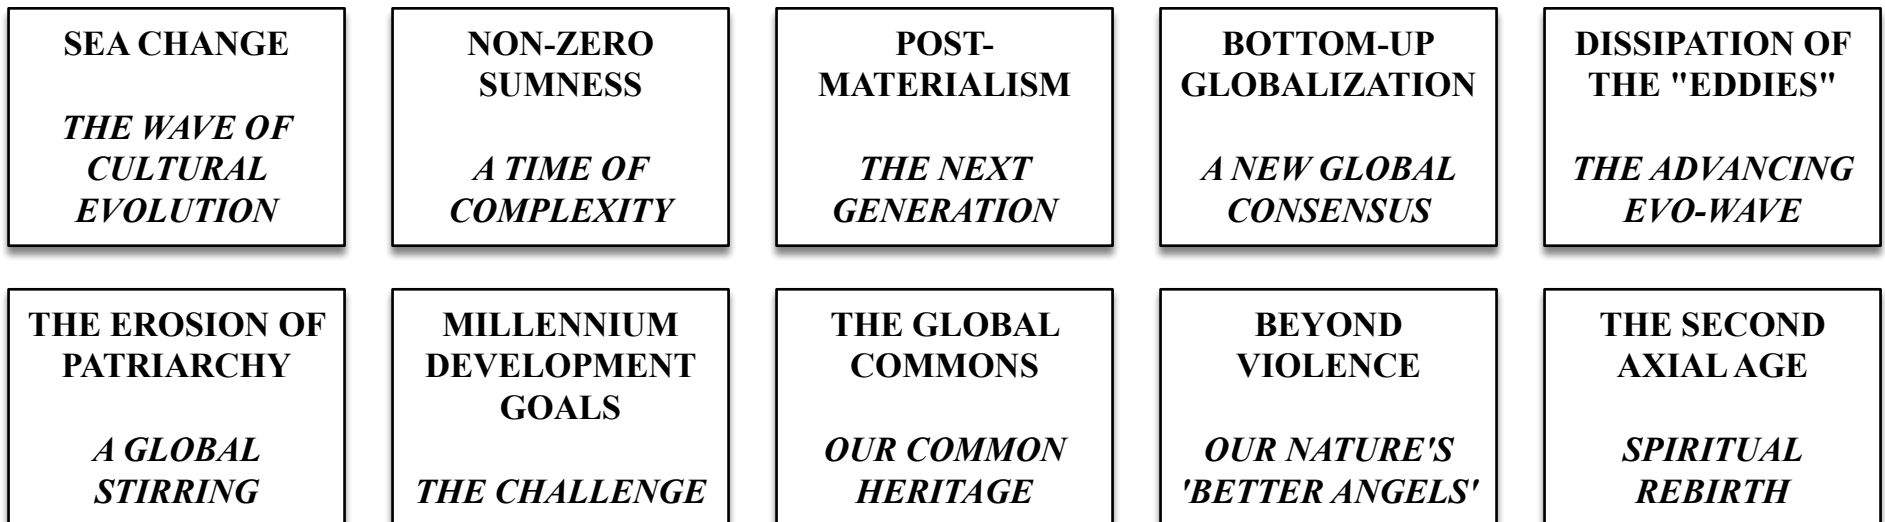 SEA CHANGE
THE WAVE OF
CULTURAL
EVOLUTION
NON-ZERO
SUMNESS
A TIME OF
COMPLEXITY
POST-
MATERIALISM
THE NEXT
GENERATION
BOTTOM-UP
GLOBALIZATION
A NEW GLOBAL
CONSENSUS
DISSIPATION OF
THE "EDDIES"
THE ADVANCING
EVO-WAVE
THE EROSION OF
PATRIARCHY
A GLOBAL
STIRRING
MILLENNIUM
DEVELOPMENT
GOALS
THE CHALLENGE
THE GLOBAL
COMMONS
OUR COMMON
HERITAGE
BEYOND
VIOLENCE
OUR NATURE'S
'BETTER ANGELS'
THE SECOND
AXIAL AGE
SPIRITUAL
REBIRTH